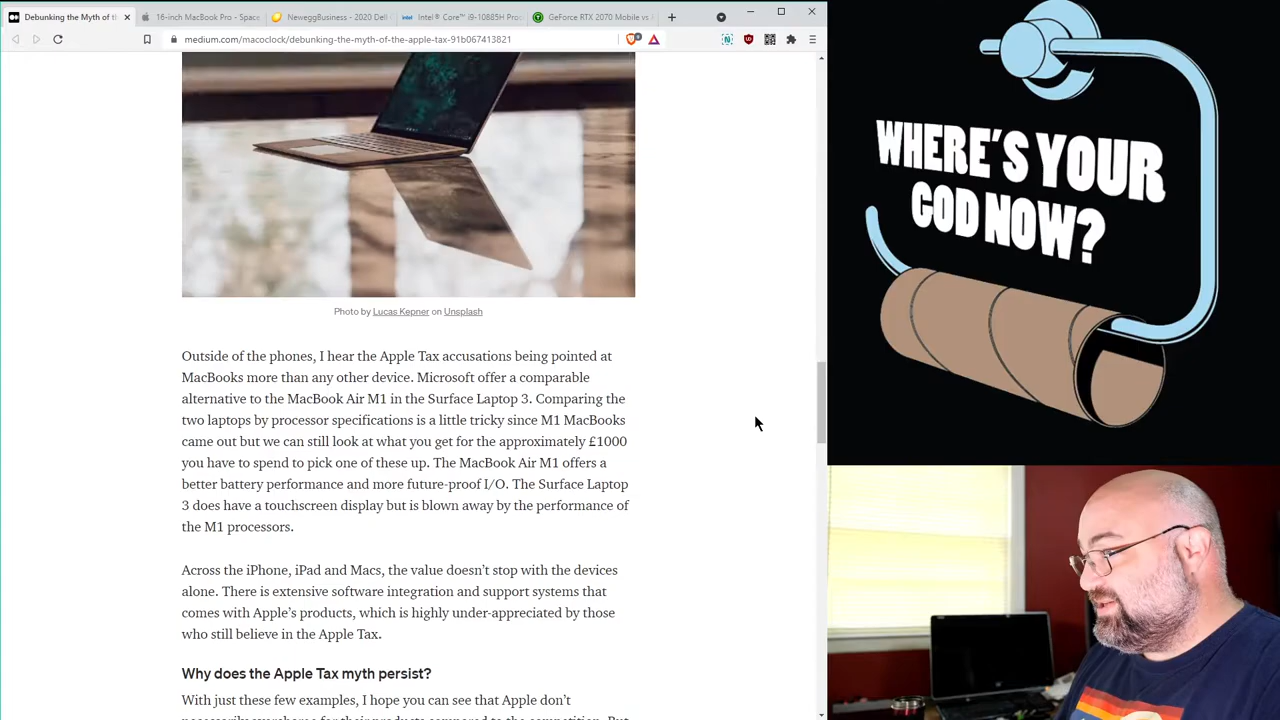 Debunking the Myth of t
16-inch MacBook Pro - Space
NeweggBusiness - 2020 Dell
Intel® Core™ i9-10885H Proc
GeForce RTX 2070 Mobile vs
medium.com/macoclock/debunking-the-myth-of-the-apple-tax-91b067413821
Photo by Lucas Kepner on Unsplash
Outside of the phones, I hear the Apple Tax accusations being pointed at
MacBooks more than any other device. Microsoft offer a comparable
alternative to the MacBook Air M1 in the Surface Laptop 3. Comparing the
two laptops by processor specifications is a little tricky since M1 MacBooks
came out but we can still look at what you get for the approximately £1000
you have to spend to pick one of these up. The MacBook Air M1 offers a
better battery performance and more future-proof I/O. The Surface Laptop
3 does have a touchscreen display but is blown away by the performance of
the M1 processors.
Across the iPhone, iPad and Macs, the value doesn't stop with the devices
alone. There is extensive software integration and support systems that
comes with Apple's products, which is highly under-appreciated by those
who still believe in the Apple Tax.
Why does the Apple Tax myth persist?
With just these few examples, I hope you can see that Apple don't
WHERE'S YOUR
GOD NOW?